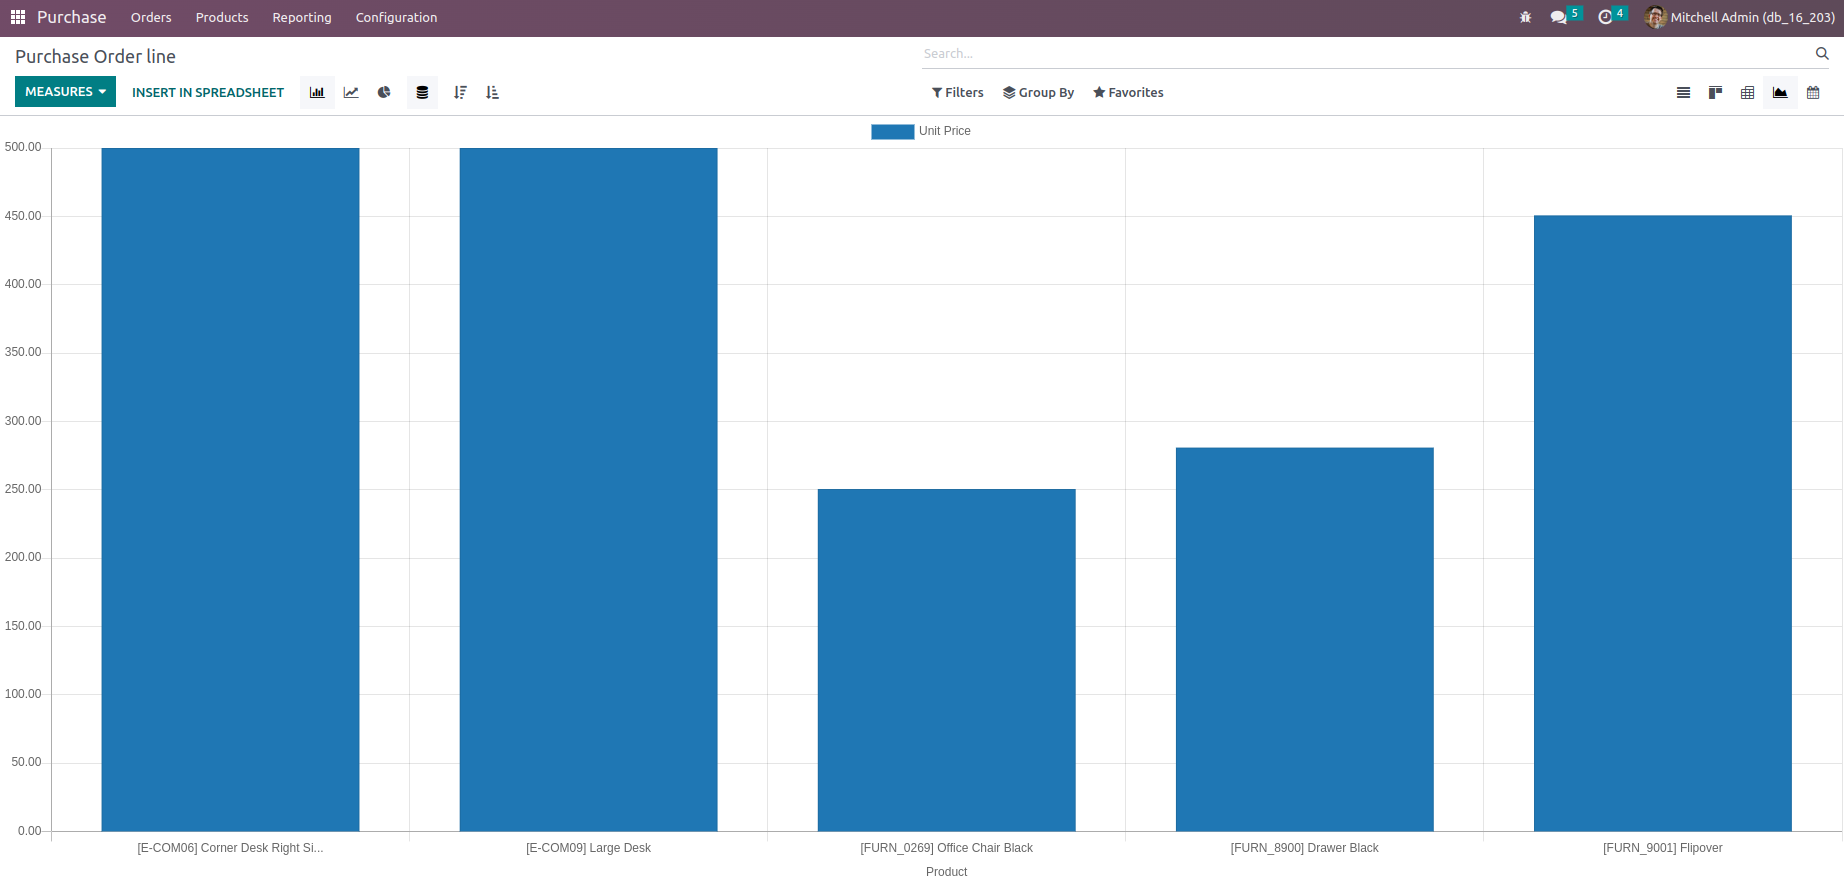 Purchase Orders Products Reporting Configuration 5 4 Mitchell Admin (db_16_203)
Purchase Order line
Search...
MEASURES INSERT IN SPREADSHEET Filters Group By Favorites
Unit Price
500.00
450.00
400.00
350.00
300.00
250.00
200.00
150.00
100.00
50.00
0.00
[E-COM06] Corner Desk Right Si... [E-COM09] Large Desk [FURN_0269] Office Chair Black [FURN_8900] Drawer Black [FURN_9001] Flipover
Product